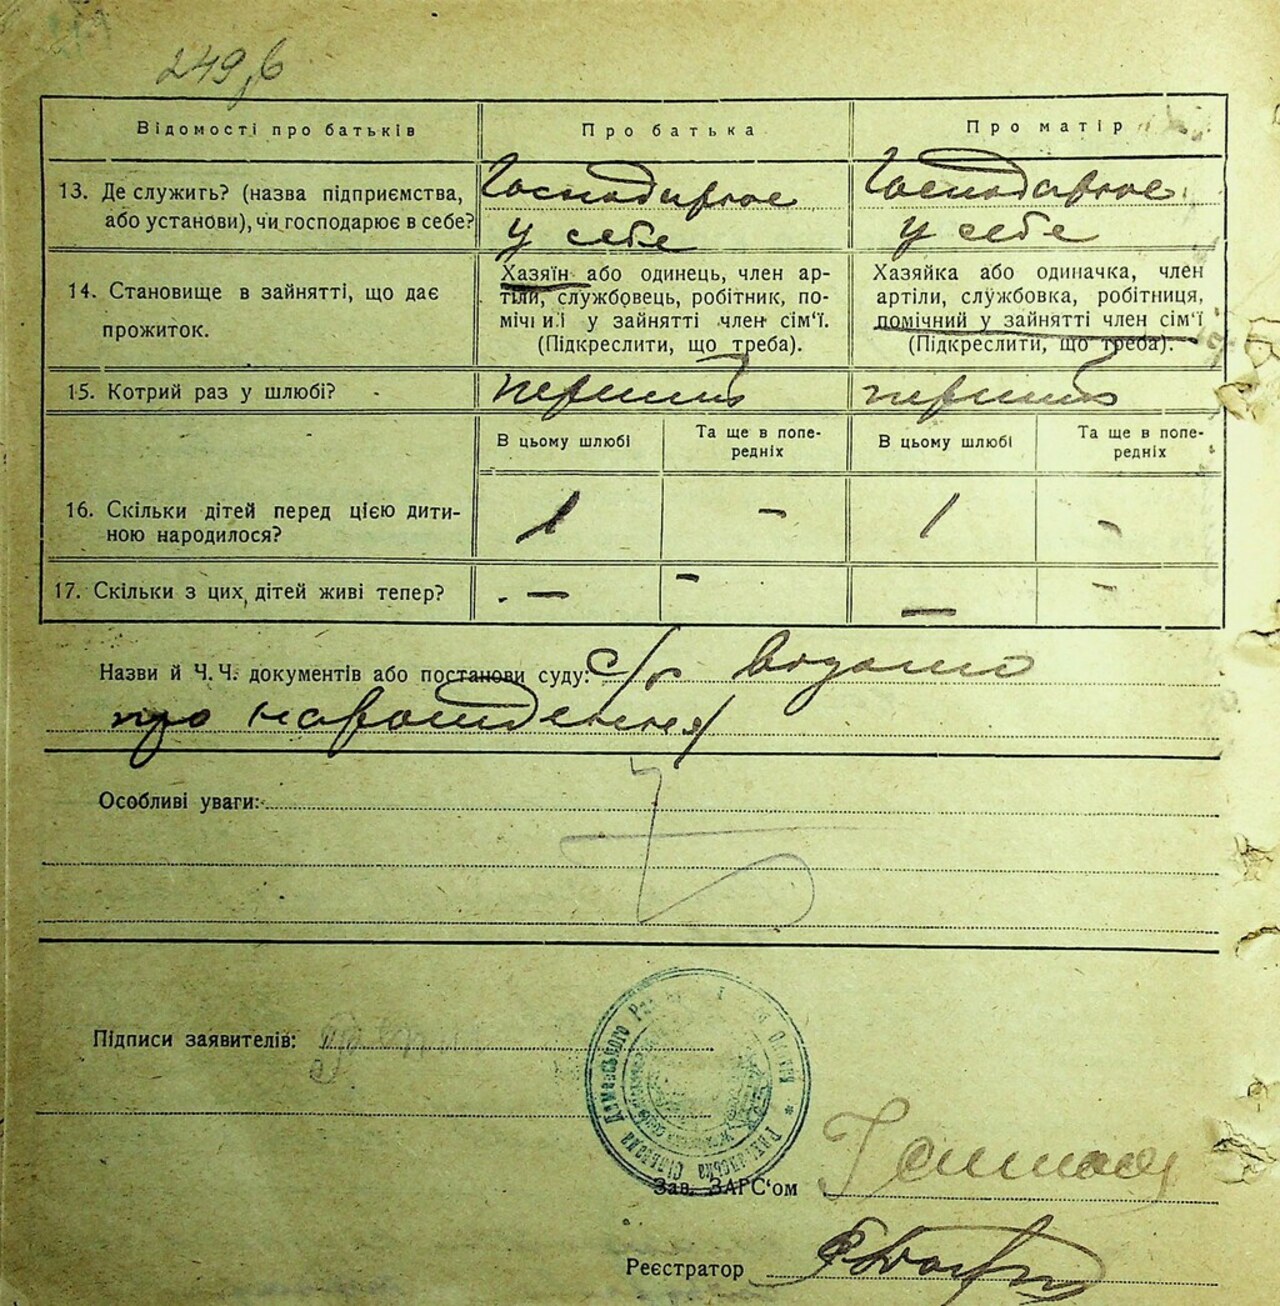 249,б
Відомості про батьків
Про батька
Про матір
13. Де служить? (назва підприємства,
або установи), чи господарює в себе?
Господарює
у себе
Господарює
у себе
14. Становище в зайнятті, що дає
прожиток.
Хазяїн або одинець, член ар-
тіли, службовець, робітник, по-
мічний у зайнятті член сім'ї.
(Підкреслити, що треба).
Хазяйка або одиначка, член
артіли, службовка, робітниця,
помічний у зайнятті член сім'ї
(Підкреслити, що треба).
15. Котрий раз у шлюбі?
перший
перший
В цьому шлюбі
Та ще в попе-
редніх
В цьому шлюбі
Та ще в попе-
редніх
16. Скільки дітей перед цією дити-
ною народилося?
1
-
1
-
17. Скільки з цих дітей живі тепер?
-
-
-
-
Назви й Ч.Ч. документів або постанови суду: с/р видано
про народження
Особливі уваги:
Підписи заявителів:
Сільрада
Зав. ЗАГС'ом
Реєстратор